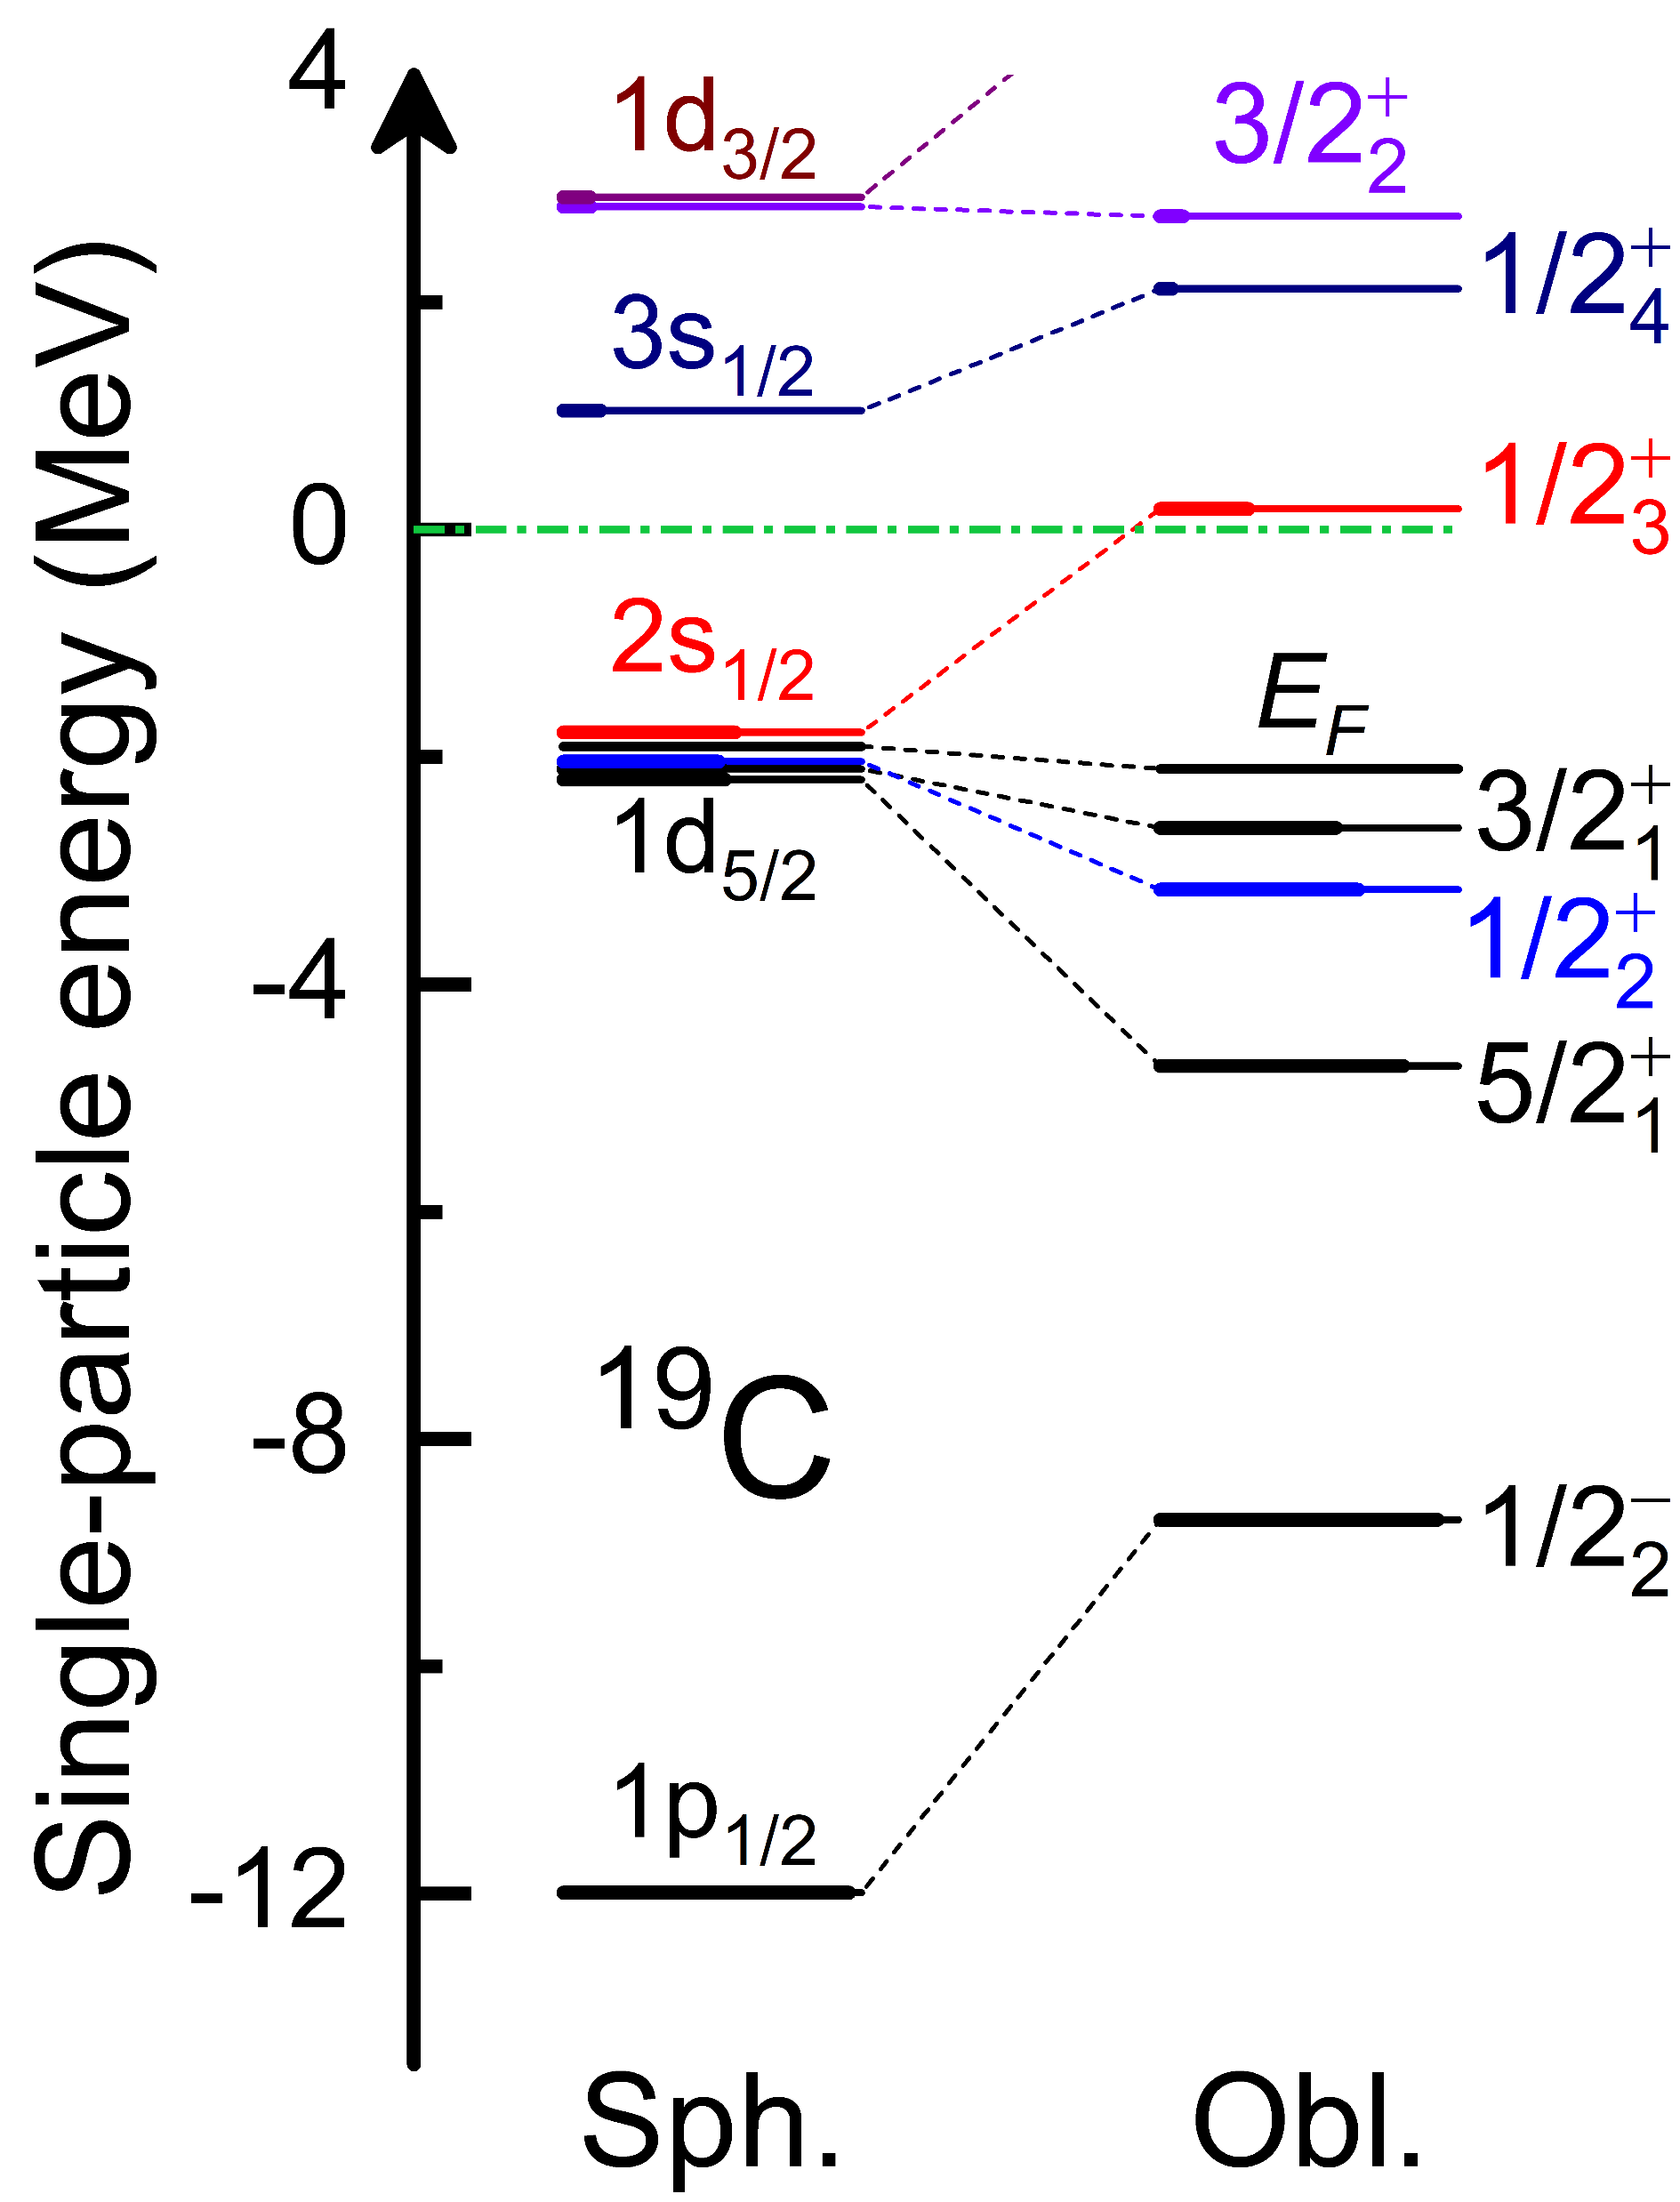 Single-particle energy (MeV)
4
0
-4
-8
-12
1d3/2
3s1/2
2s1/2
1d5/2
19C
1p1/2
Sph.
3/2+2
1/2+4
1/2+3
EF
3/2+1
1/2+2
5/2+1
1/2−2
Obl.